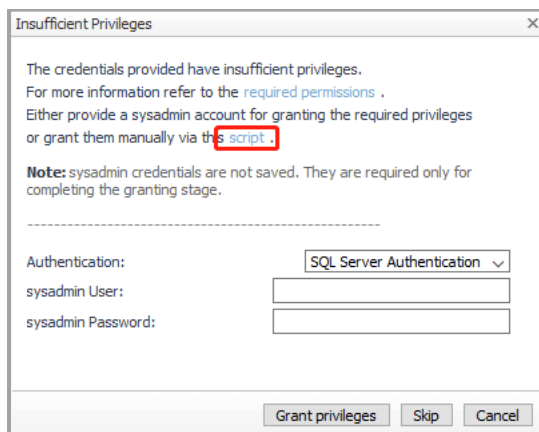 Insufficient Privileges
The credentials provided have insufficient privileges.
For more information refer to the required permissions .
Either provide a sysadmin account for granting the required privileges
or grant them manually via this script .
Note: sysadmin credentials are not saved. They are required only for
completing the granting stage.
------------------------------------------------------
Authentication: SQL Server Authentication
sysadmin User:
sysadmin Password:
Grant privileges Skip Cancel